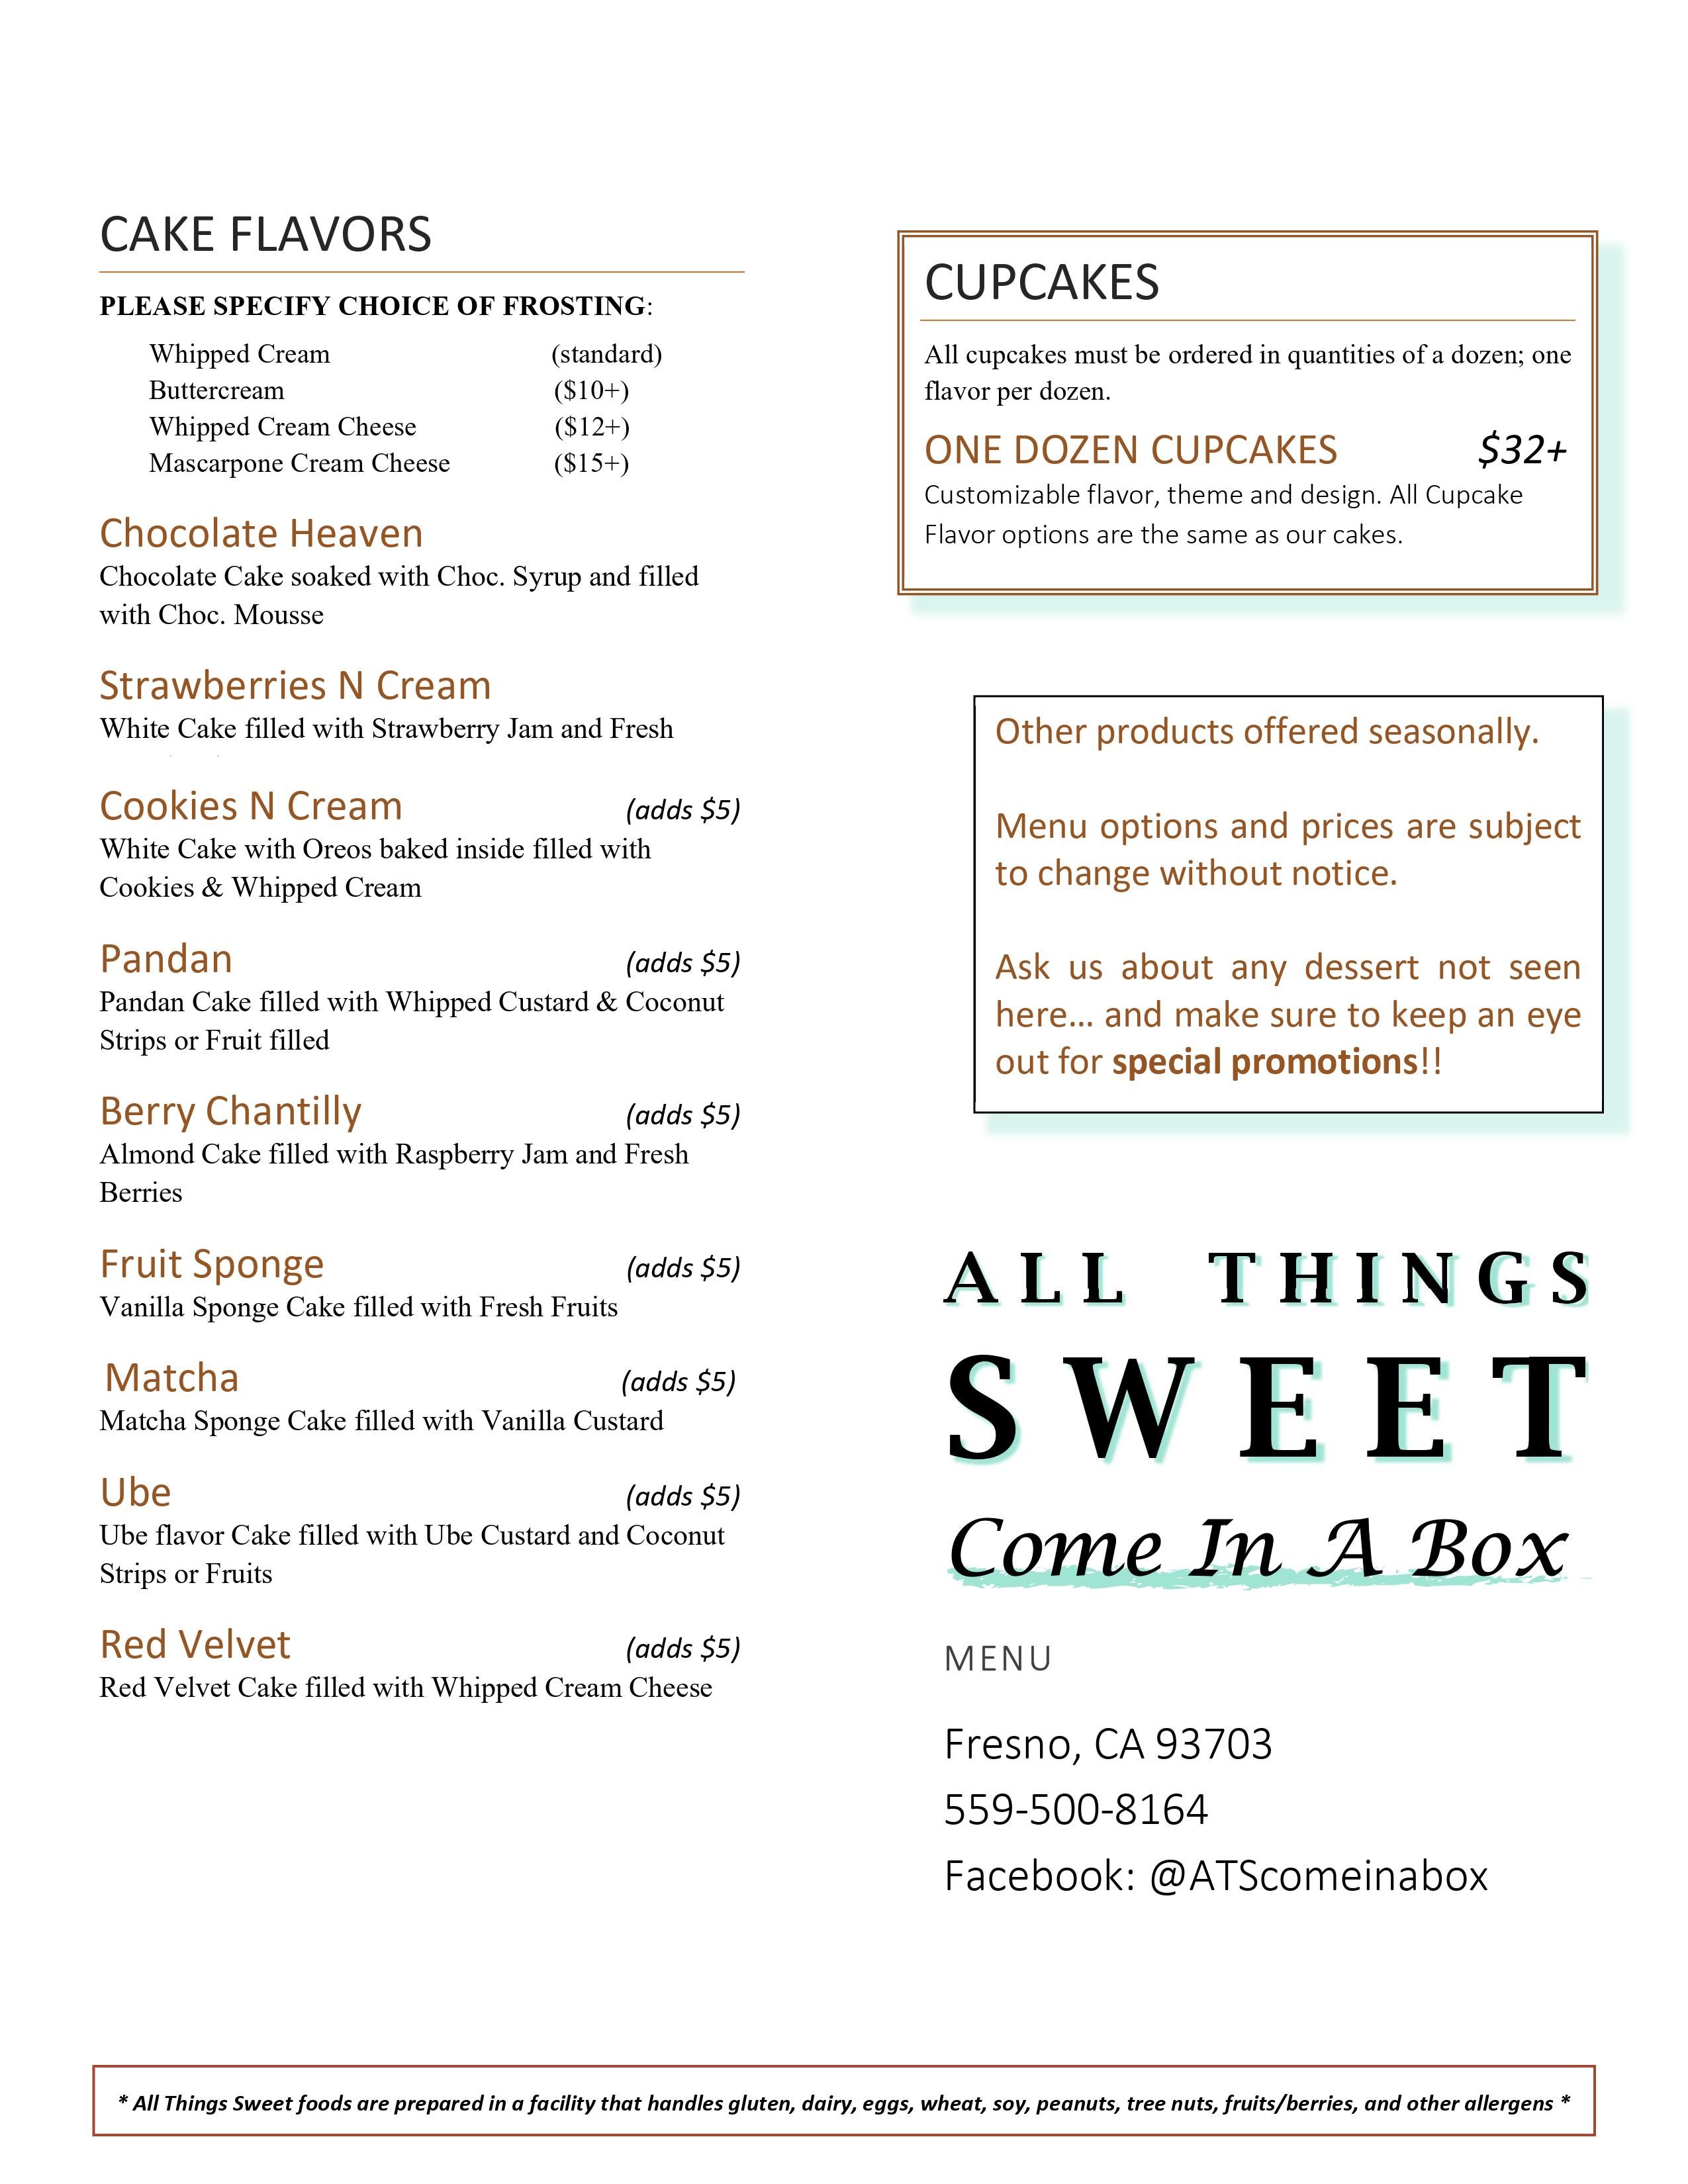 CAKE FLAVORS
PLEASE SPECIFY CHOICE OF FROSTING:
Whipped Cream (standard)
Buttercream ($10+)
Whipped Cream Cheese ($12+)
Mascarpone Cream Cheese ($15+)
Chocolate Heaven
Chocolate Cake soaked with Choc. Syrup and filled
with Choc. Mousse
Strawberries N Cream
White Cake filled with Strawberry Jam and Fresh
Cookies N Cream (adds $5)
White Cake with Oreos baked inside filled with
Cookies & Whipped Cream
Pandan (adds $5)
Pandan Cake filled with Whipped Custard & Coconut
Strips or Fruit filled
Berry Chantilly (adds $5)
Almond Cake filled with Raspberry Jam and Fresh
Berries
Fruit Sponge (adds $5)
Vanilla Sponge Cake filled with Fresh Fruits
Matcha (adds $5)
Matcha Sponge Cake filled with Vanilla Custard
Ube (adds $5)
Ube flavor Cake filled with Ube Custard and Coconut
Strips or Fruits
Red Velvet (adds $5)
Red Velvet Cake filled with Whipped Cream Cheese
CUPCAKES
All cupcakes must be ordered in quantities of a dozen; one
flavor per dozen.
ONE DOZEN CUPCAKES $32+
Customizable flavor, theme and design. All Cupcake
Flavor options are the same as our cakes.
Other products offered seasonally.
Menu options and prices are subject
to change without notice.
Ask us about any dessert not seen
here... and make sure to keep an eye
out for special promotions!!
ALL THINGS
SWEET
Come In A Box
MENU
Fresno, CA 93703
559-500-8164
Facebook: @ATScomeinabox
* All Things Sweet foods are prepared in a facility that handles gluten, dairy, eggs, wheat, soy, peanuts, tree nuts, fruits/berries, and other allergens *